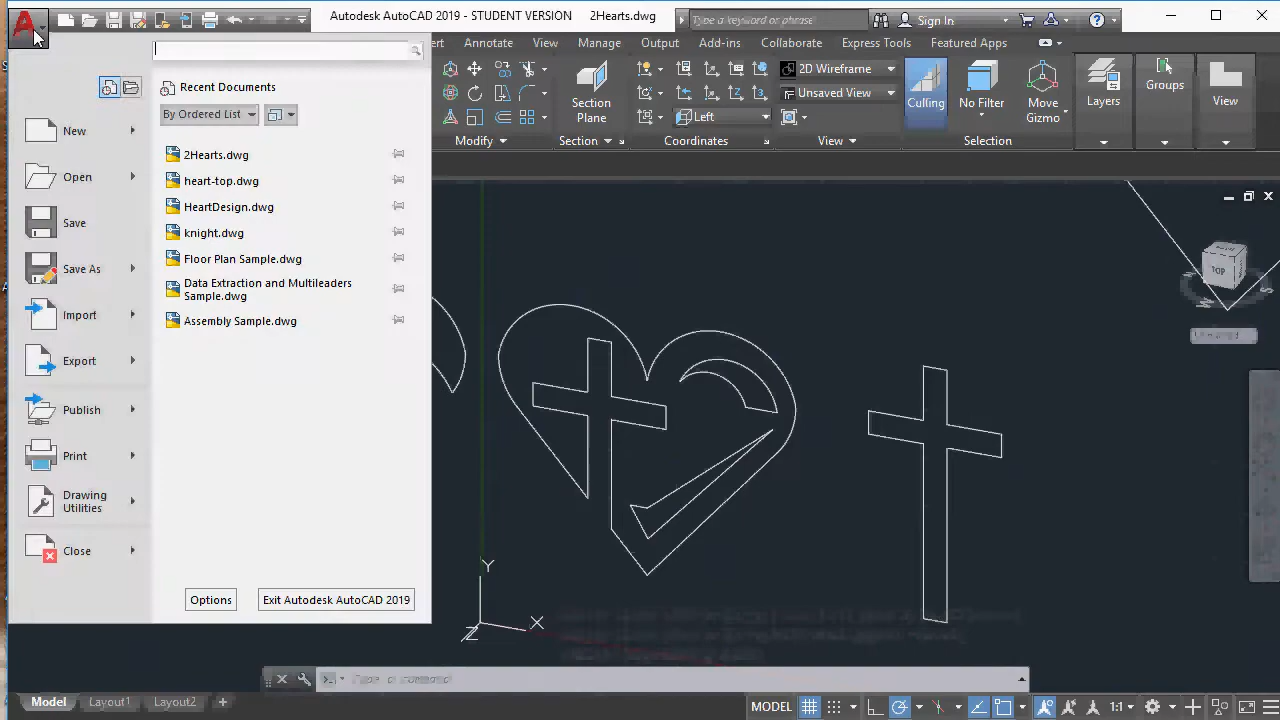 Autodesk AutoCAD 2019 - STUDENT VERSION 2Hearts.dwg
Type a keyword or phrase
Sign In
Annotate View Manage Output Add-ins Collaborate Express Tools Featured Apps
Recent Documents
By Ordered List
New
Open
Save
Save As
Import
Export
Publish
Print
Drawing
Utilities
Close
2Hearts.dwg
heart-top.dwg
HeartDesign.dwg
knight.dwg
Floor Plan Sample.dwg
Data Extraction and Multileaders
Sample.dwg
Assembly Sample.dwg
Options
Exit Autodesk AutoCAD 2019
Section
Plane
2D Wireframe
Unsaved View
Left
Culling
No Filter
Move
Gizmo
Layers
Groups
View
Modify
Section
Coordinates
View
Selection
TOP
Y
X
Z
Type a command
Model
Layout1
Layout2
MODEL
1:1